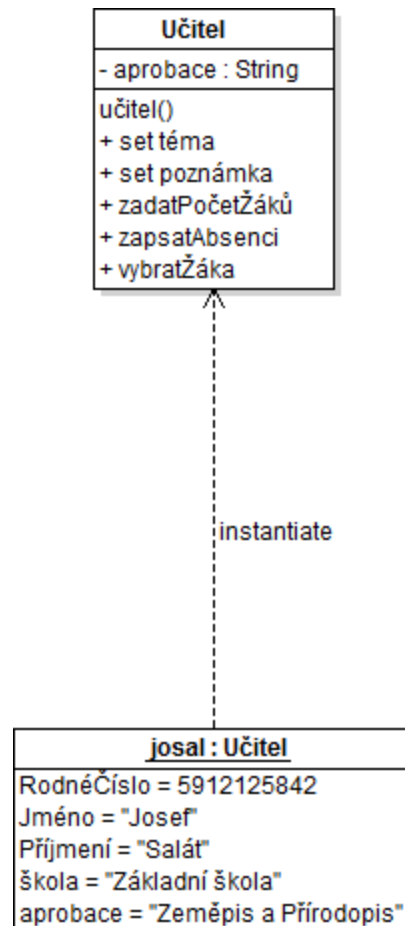 Učitel
- aprobace : String
učitel()
+ set téma
+ set poznámka
+ zadatPočetŽáků
+ zapsatAbsenci
+ vybratŽáka
instantiate
josal : Učitel
RodnéČíslo = 5912125842
Jméno = "Josef"
Příjmení = "Salát"
škola = "Základní škola"
aprobace = "Zeměpis a Přírodopis"